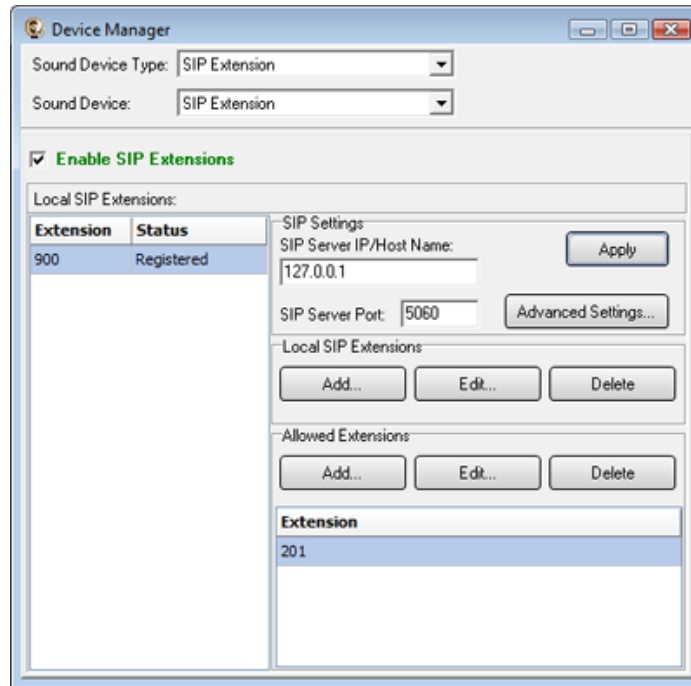 Device Manager
Sound Device Type: SIP Extension
Sound Device: SIP Extension
Enable SIP Extensions
Local SIP Extensions:
Extension Status
900 Registered
SIP Settings
SIP Server IP/Host Name:
127.0.0.1
Apply
SIP Server Port: 5060
Advanced Settings...
Local SIP Extensions
Add... Edit... Delete
Allowed Extensions
Add... Edit... Delete
Extension
201